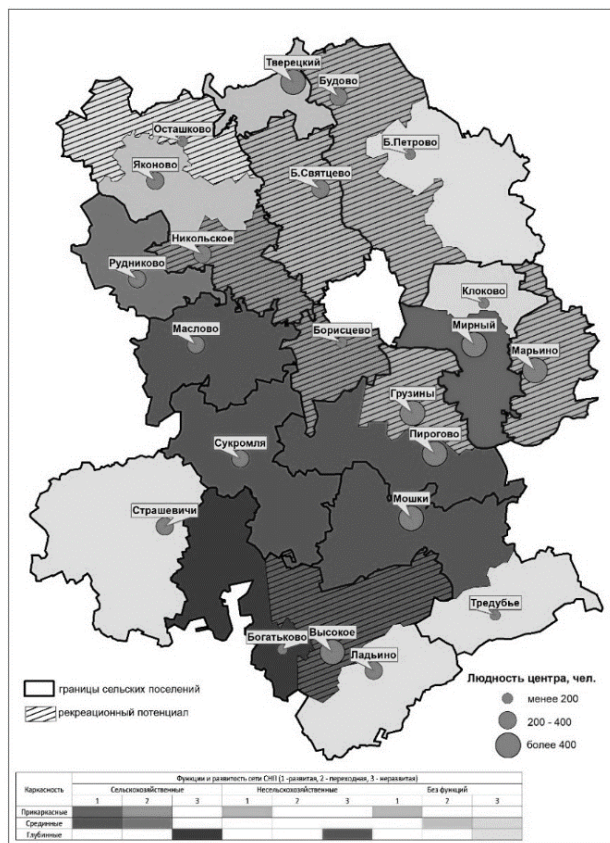 Тверецкий
Будово
Осташково
Б.Петрово
Яконово
Б.Святцево
Никольское
Рудниково
Клоково
Маслово
Борисцево
Мирный
Марьино
Грузины
Пирогово
Сукромля
Страшевичи
Мошки
Тредубье
Богатьково
Высокое
Ладьино
границы сельских поселений
рекреационный потенциал
Людность центра, чел.
менее 200
200 - 400
более 400
Функции и развитость сети СНП (1 -развитая, 2 - переходная, 3 - неразвитая)
Каркасность Сельскохозяйственные Несельскохозяйственные Без функций
1 2 3 1 2 3 1 2 3
Прикаркасные
Срединные
Глубинные